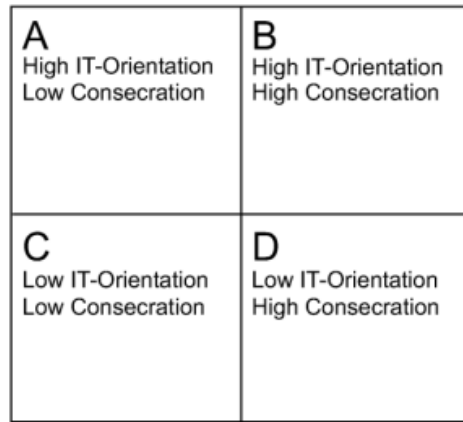 A
High IT-Orientation
Low Consecration
B
High IT-Orientation
High Consecration
C
Low IT-Orientation
Low Consecration
D
Low IT-Orientation
High Consecration